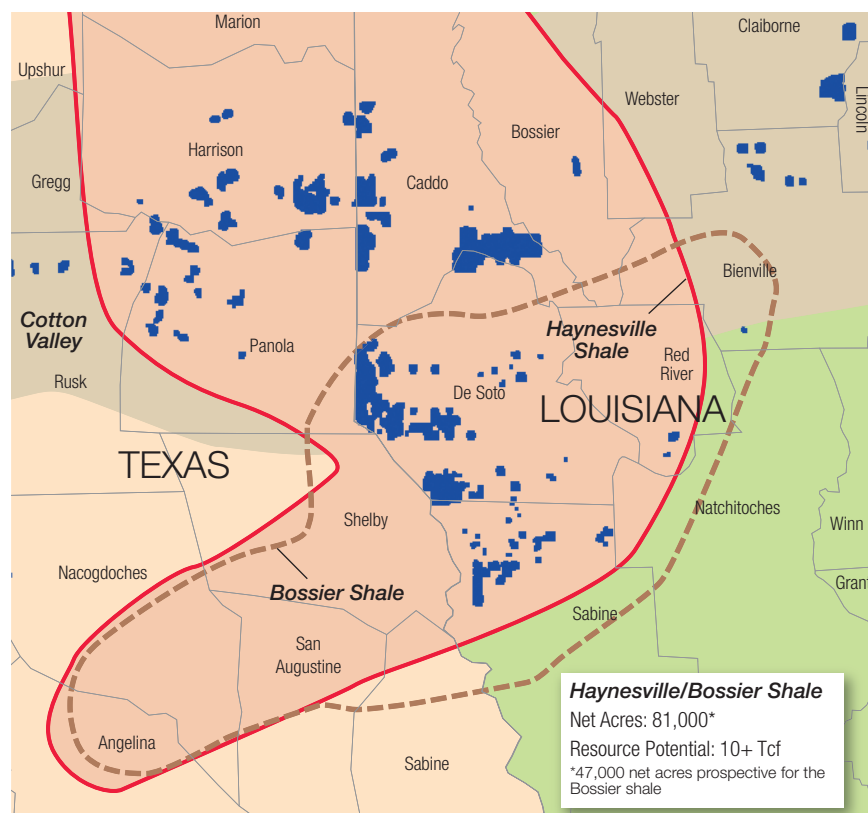 Marion
Claiborne
Upshur
Webster
Lincoln
Bossier
Harrison
Gregg
Caddo
Bienville
Cotton
Valley
Haynesville
Shale
Panola
Red
River
Rusk
De Soto
LOUISIANA
TEXAS
Natchitoches
Shelby
Winn
Nacogdoches
Grant
Bossier Shale
Sabine
San
Augustine
Angelina
Sabine
Haynesville/Bossier Shale
Net Acres: 81,000*
Resource Potential: 10+ Tcf
*47,000 net acres prospective for the
Bossier shale